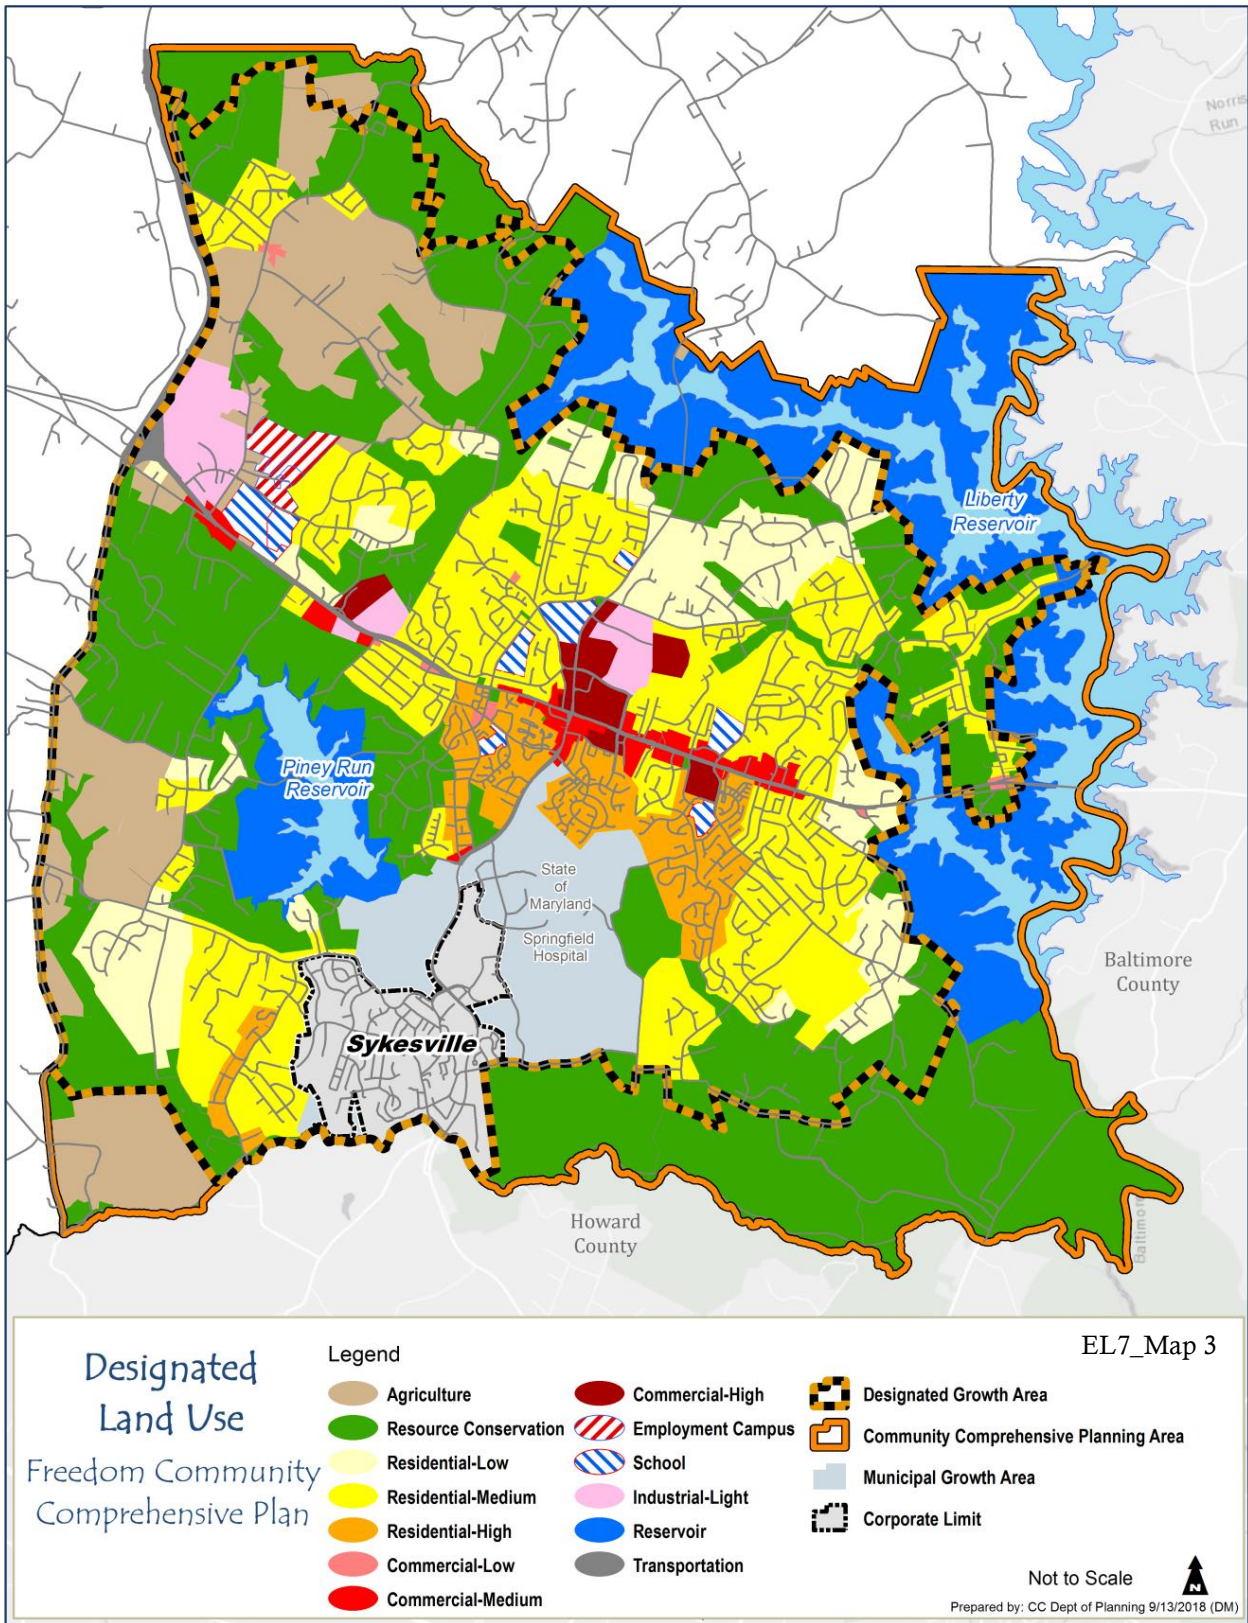 Norris
Run
Liberty
Reservoir
Piney Run
Reservoir
State
of
Maryland
Springfield
Hospital
Baltimore
County
Sykesville
Howard
County
EL7_Map 3
Designated
Land Use
Freedom Community
Comprehensive Plan
Legend
Agriculture
Resource Conservation
Residential-Low
Residential-Medium
Residential-High
Commercial-Low
Commercial-Medium
Commercial-High
Employment Campus
School
Industrial-Light
Reservoir
Transportation
Designated Growth Area
Community Comprehensive Planning Area
Municipal Growth Area
Corporate Limit
Not to Scale
N
Prepared by: CC Dept of Planning 9/13/2018 (DM)